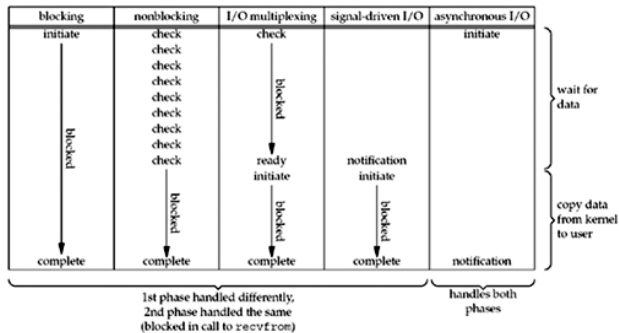 blocking nonblocking I/O multiplexing signal-driven I/O asynchronous I/O
initiate check check initiate
check
check
check
check
check
check
check
check ready notification
initiate initiate
blocked
blocked
blocked
blocked
blocked
complete complete complete complete notification
wait for
data
copy data
from kernel
to user
1st phase handled differently,
2nd phase handled the same
(blocked in call to recvfrom)
handles both
phases